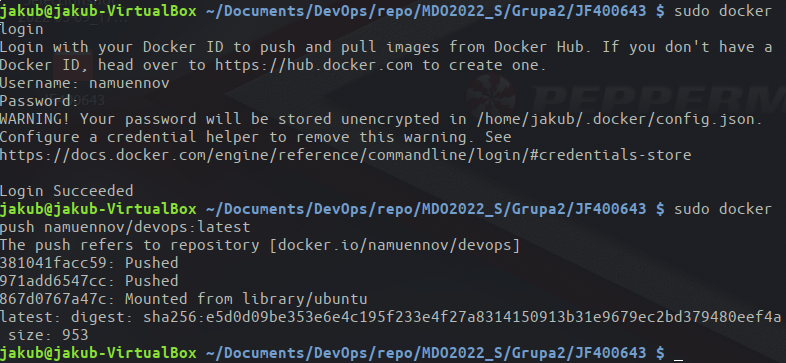 jakub@jakub-VirtualBox ~/Documents/DevOps/repo/MDO2022_S/Grupa2/JF400643 $ sudo docker
login
Login with your Docker ID to push and pull images from Docker Hub. If you don't have a
Docker ID, head over to https://hub.docker.com to create one.
Username: namuennov
Password:
WARNING! Your password will be stored unencrypted in /home/jakub/.docker/config.json.
Configure a credential helper to remove this warning. See
https://docs.docker.com/engine/reference/commandline/login/#credentials-store

Login Succeeded
jakub@jakub-VirtualBox ~/Documents/DevOps/repo/MDO2022_S/Grupa2/JF400643 $ sudo docker
push namuennov/devops:latest
The push refers to repository [docker.io/namuennov/devops]
381041facc59: Pushed
971add6547cc: Pushed
867d0767a47c: Mounted from library/ubuntu
latest: digest: sha256:e5d0d09be353e6e4c195f233e4f27a8314150913b31e9679ec2bd379480eef4a
 size: 953
jakub@jakub-VirtualBox ~/Documents/DevOps/repo/MDO2022_S/Grupa2/JF400643 $ _